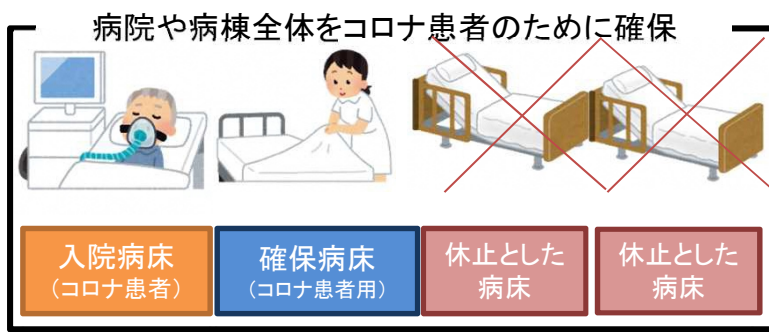 病院や病棟全体をコロナ患者のために確保
入院病床
（コロナ患者）
確保病床
（コロナ患者用）
休止とした
病床
休止とした
病床